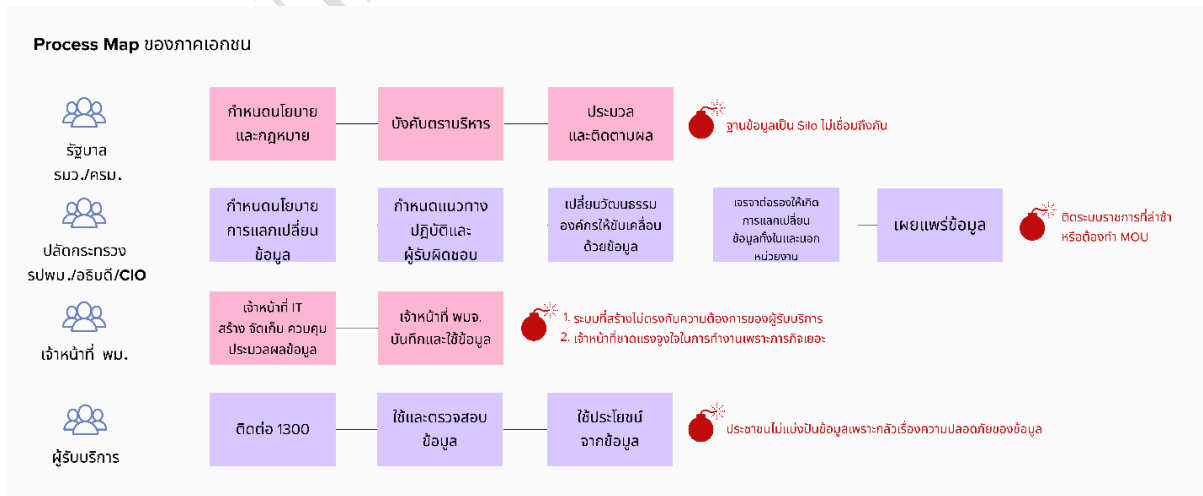 Process Map ของภาคเอกชน
รัฐบาล
รมว./ครม.
กำหนดนโยบาย
และกฎหมาย
บังคับตราบริหาร
ประมวล
และติดตามผล
ฐานข้อมูลเป็น Silo ไม่เชื่อมถึงกัน
ปลัดกระทรวง
รปพม./อธิบดี/CIO
กำหนดนโยบาย
การแลกเปลี่ยน
ข้อมูล
กำหนดแนวทาง
ปฏิบัติและ
ผู้รับผิดชอบ
เปลี่ยนวัฒนธรรม
องค์กรให้ขับเคลื่อน
ด้วยข้อมูล
เจรจาต่อรองให้เกิด
การแลกเปลี่ยน
ข้อมูลทั้งในและนอก
หน่วยงาน
เผยแพร่ข้อมูล
ติดระบบราชการที่ล่าช้า
หรือต้องทำ MOU
เจ้าหน้าที่ พม.
เจ้าหน้าที่ IT
สร้าง จัดเก็บ ควบคุม
ประมวลผลข้อมูล
เจ้าหน้าที่ พมจ.
บันทึกและใช้ข้อมูล
1. ระบบที่สร้างไม่ตรงกับความต้องการของผู้รับบริการ
2. เจ้าหน้าที่ขาดแรงจูงใจในการทำงานเพราะภารกิจเยอะ
ผู้รับบริการ
ติดต่อ 1300
ใช้และตรวจสอบ
ข้อมูล
ใช้ประโยชน์
จากข้อมูล
ประชาชนไม่แบ่งปันข้อมูลเพราะกลัวเรื่องความปลอดภัยของข้อมูล